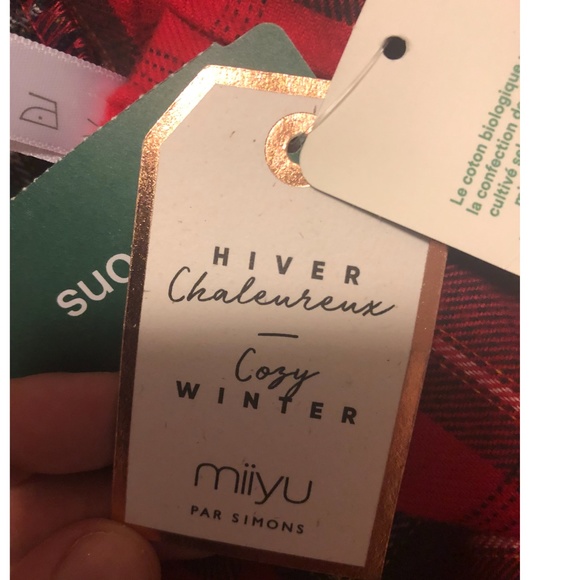 HIVER
Chaleureux
—
Cozy
WINTER
miiyu
PAR SIMONS
Le coton biologique
la confection de
cultivé